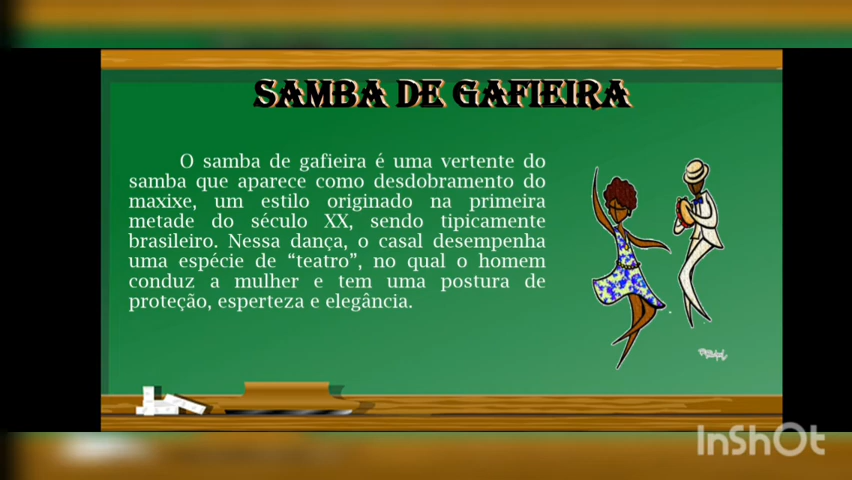 SAMBA DE GAFIEIRA
O samba de gafieira é uma vertente do
samba que aparece como desdobramento do
maxixe, um estilo originado na primeira
metade do século XX, sendo tipicamente
brasileiro. Nessa dança, o casal desempenha
uma espécie de “teatro”, no qual o homem
conduz a mulher e tem uma postura de
proteção, esperteza e elegância.
InShOt